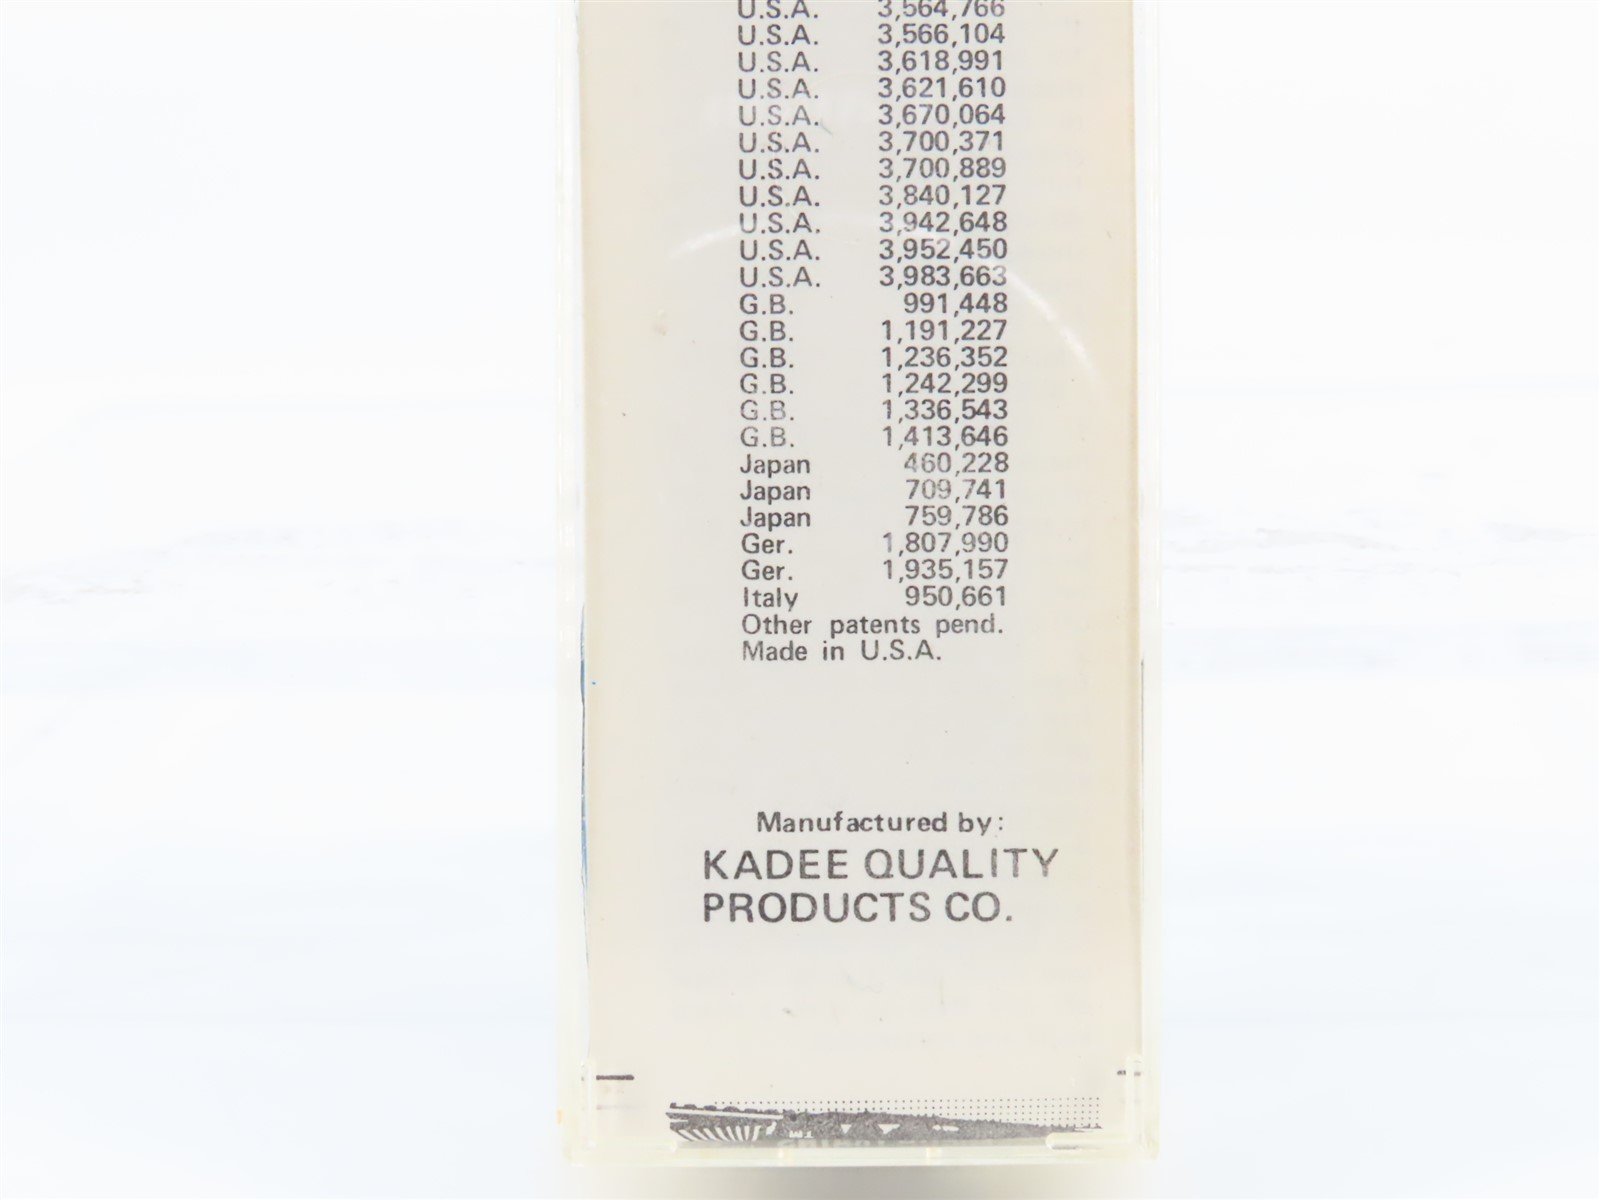 U.S.A. 3,564,766
U.S.A. 3,566,104
U.S.A. 3,618,991
U.S.A. 3,621,610
U.S.A. 3,670,064
U.S.A. 3,700,371
U.S.A. 3,700,889
U.S.A. 3,840,127
U.S.A. 3,942,648
U.S.A. 3,952,450
U.S.A. 3,983,663
G.B. 991,448
G.B. 1,191,227
G.B. 1,236,352
G.B. 1,242,299
G.B. 1,336,543
G.B. 1,413,646
Japan 460,228
Japan 709,741
Japan 759,786
Ger. 1,807,990
Ger. 1,935,157
Italy 950,661
Other patents pend.
Made in U.S.A.
Manufactured by:
KADEE QUALITY
PRODUCTS CO.